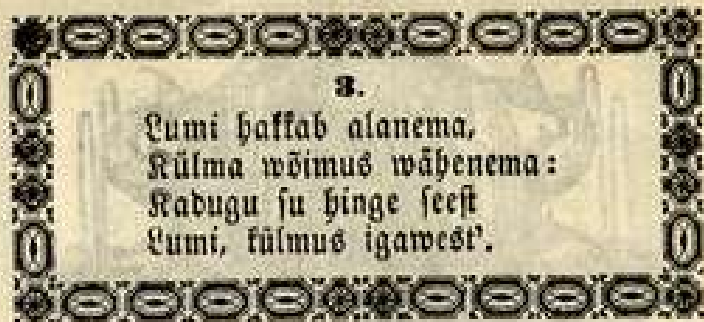 3.
Lumi hakkab alanema,
Külma wõimus wähenema:
Kadugu su hinge seest
Lumi, külmus igawest'.